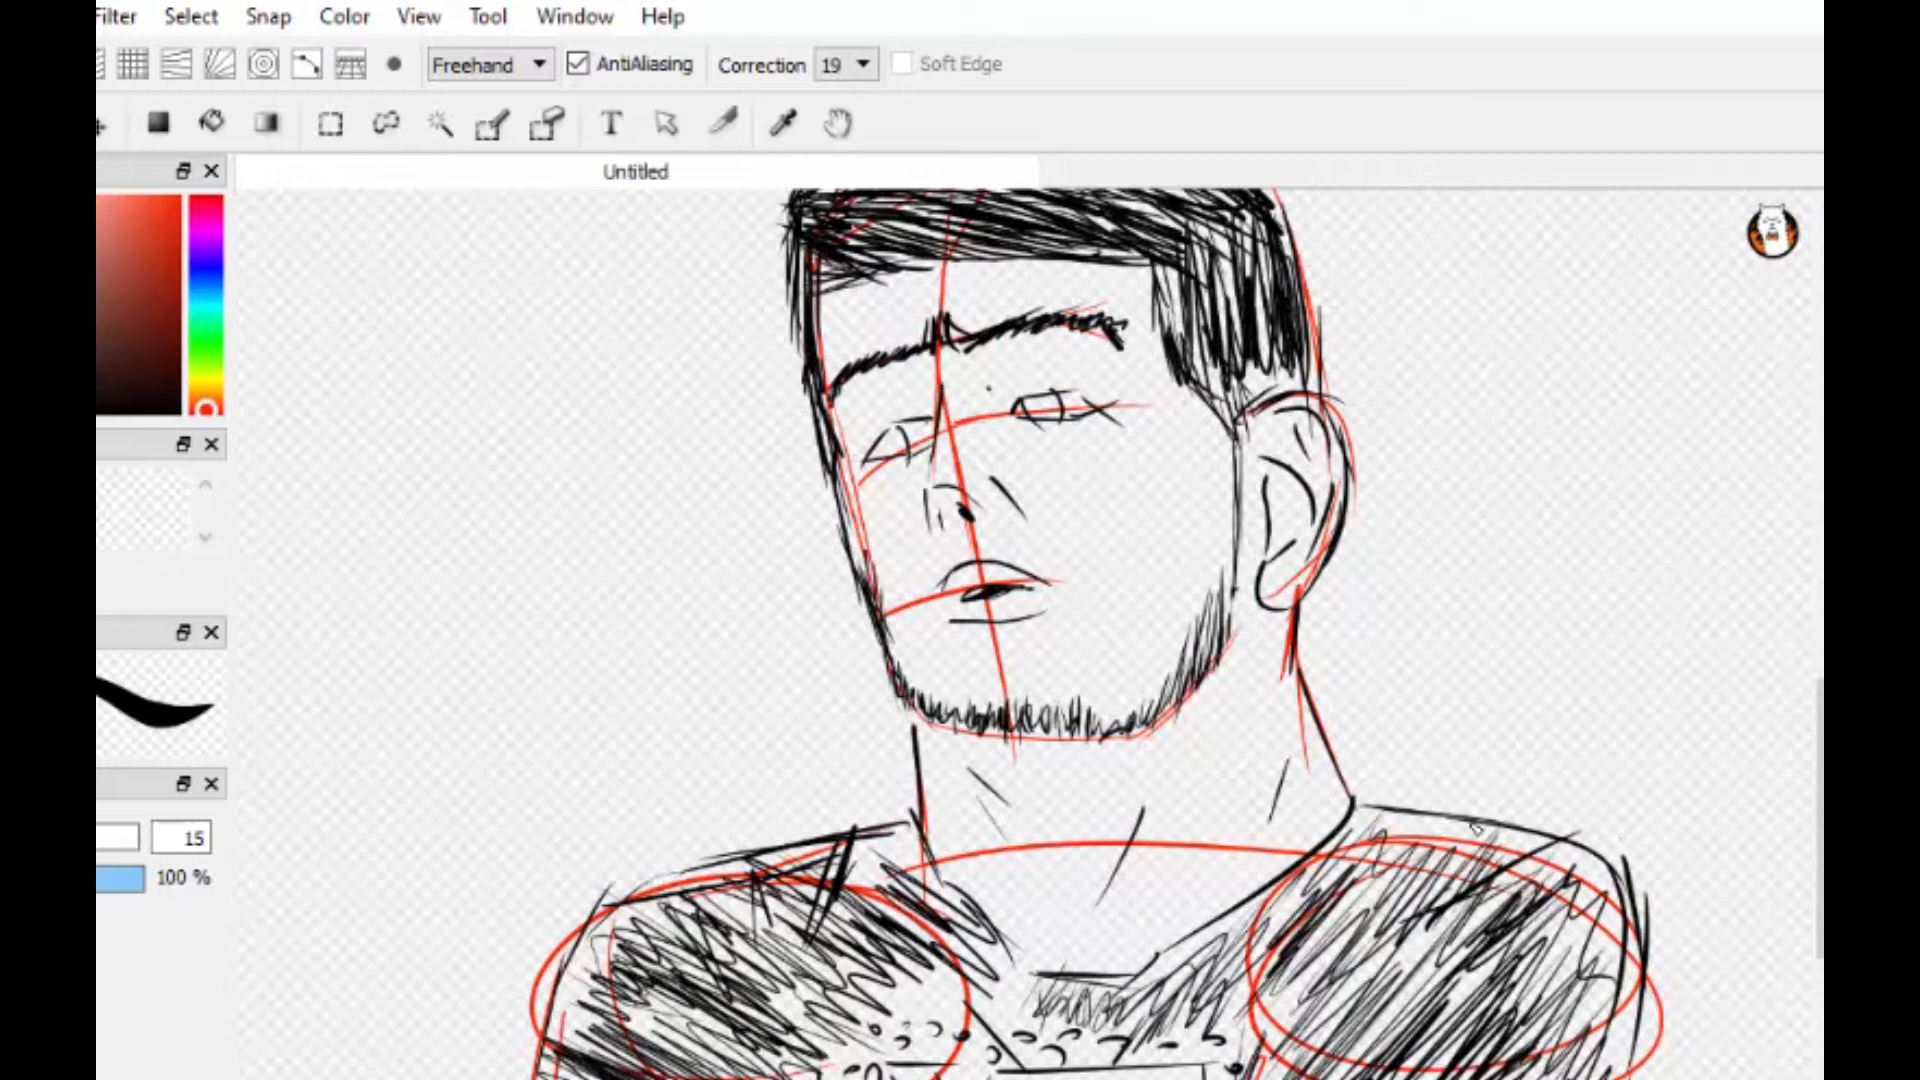 Filter Select Snap Color View Tool Window Help
Freehand AntiAliasing Correction 19 Soft Edge
T
Untitled
15
100 %